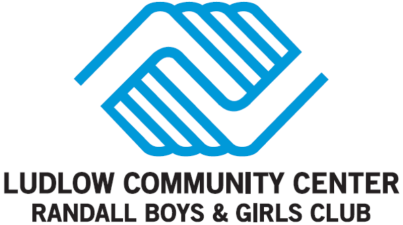 LUDLOW COMMUNITY CENTER
RANDALL BOYS & GIRLS CLUB